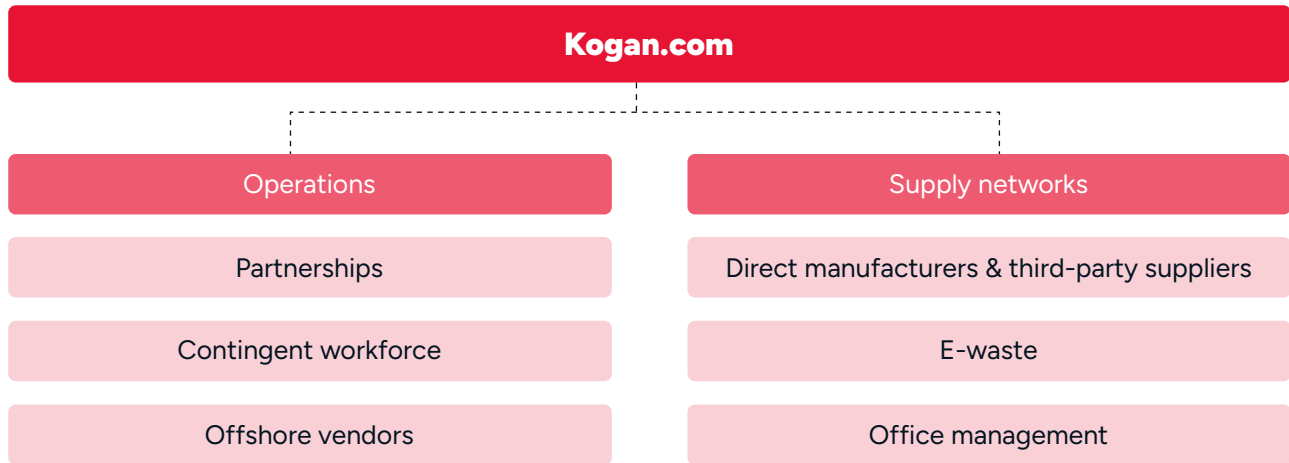 Kogan.com
Operations
Supply networks
Partnerships
Direct manufacturers & third-party suppliers
Contingent workforce
E-waste
Offshore vendors
Office management